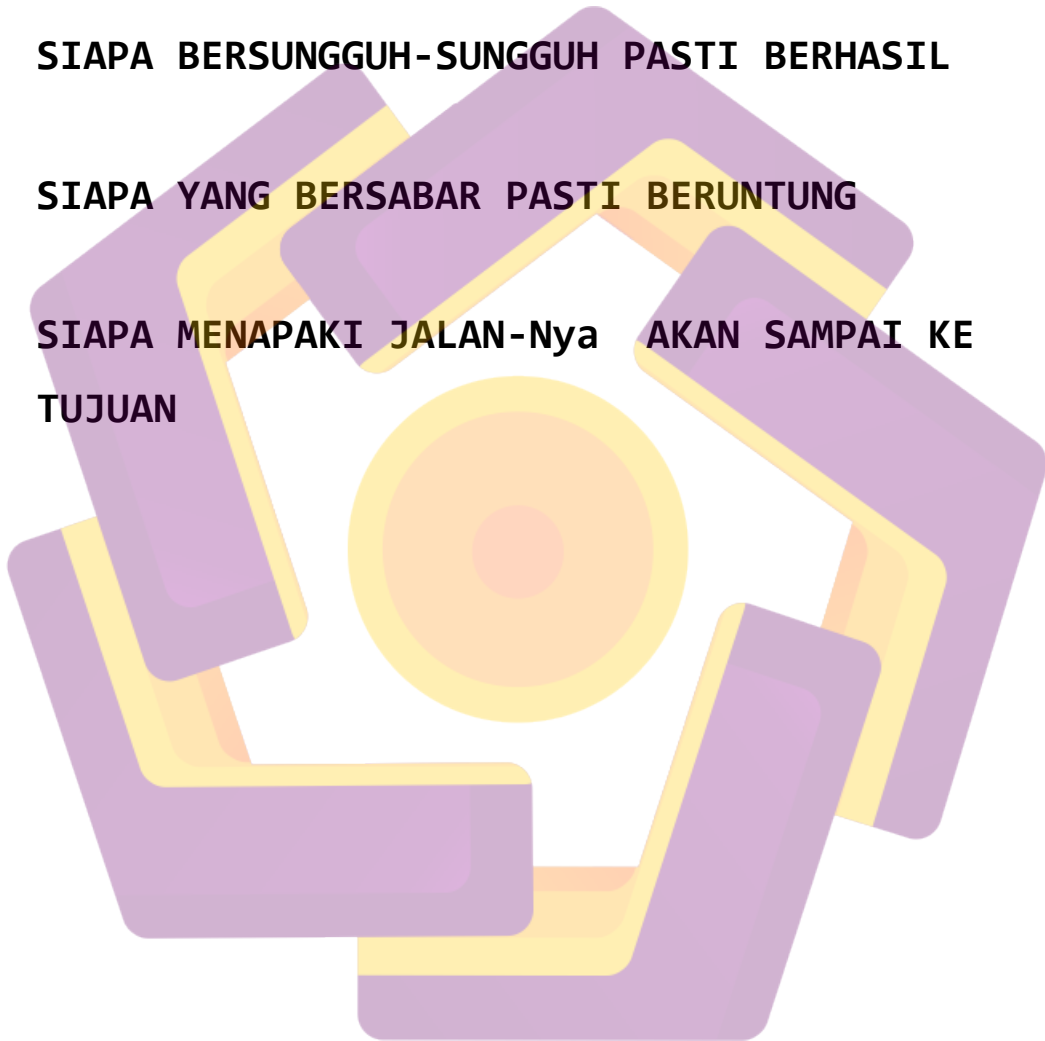 SIAPA BERSUNGGUH-SUNGGUH PASTI BERHASIL
SIAPA YANG BERSABAR PASTI BERUNTUNG
SIAPA MENAPAKI JALAN-Nya  AKAN SAMPAI KE
TUJUAN